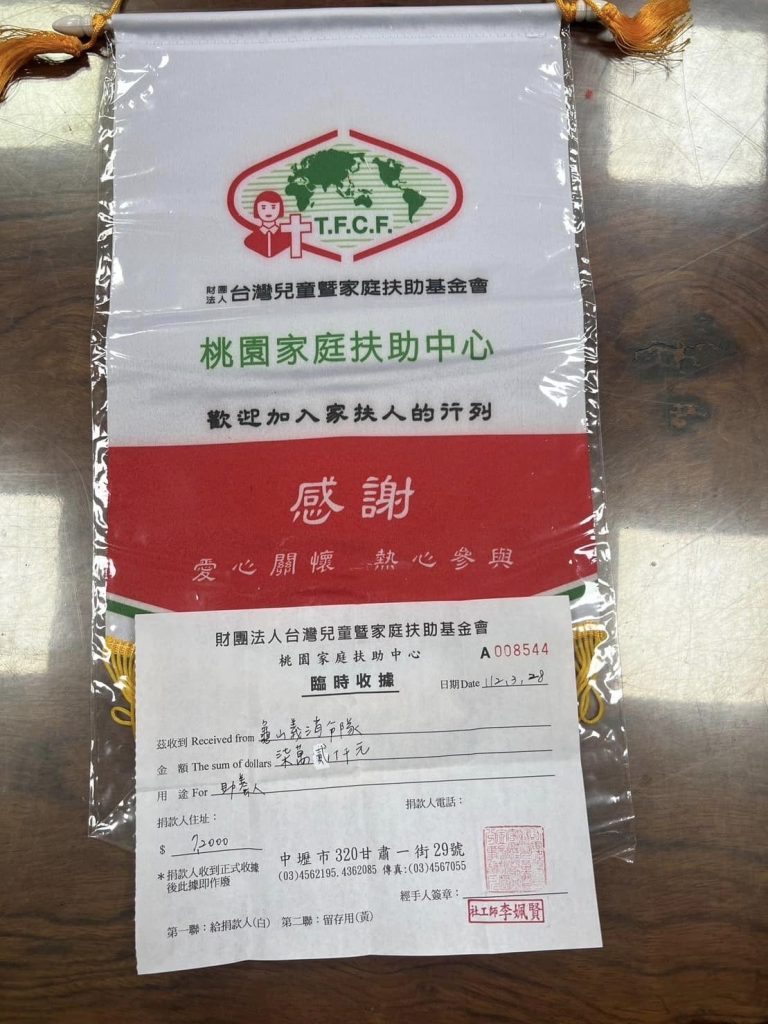 T.F.C.F.
財團法人 台灣兒童暨家庭扶助基金會
桃園家庭扶助中心
歡迎加入家扶人的行列
感謝
愛心關懷 熱心參與
財團法人台灣兒童暨家庭扶助基金會
桃園家庭扶助中心 A 008544
臨時收據
日期Date 112.3.28
茲收到 Received from 龜山義消分隊
金 額 The sum of dollars 柒萬貳仟元
用 途 For 助養人
捐款人住址： 捐款人電話：
$ 72000
中壢市320甘肅一街29號
(03)4562195.4362085 傳真:(03)4567055
*捐款人收到正式收據
後此據即作廢
經手人簽章：
社工師李姵賢
第一聯：給捐款人(白) 第二聯：留存用(黃)